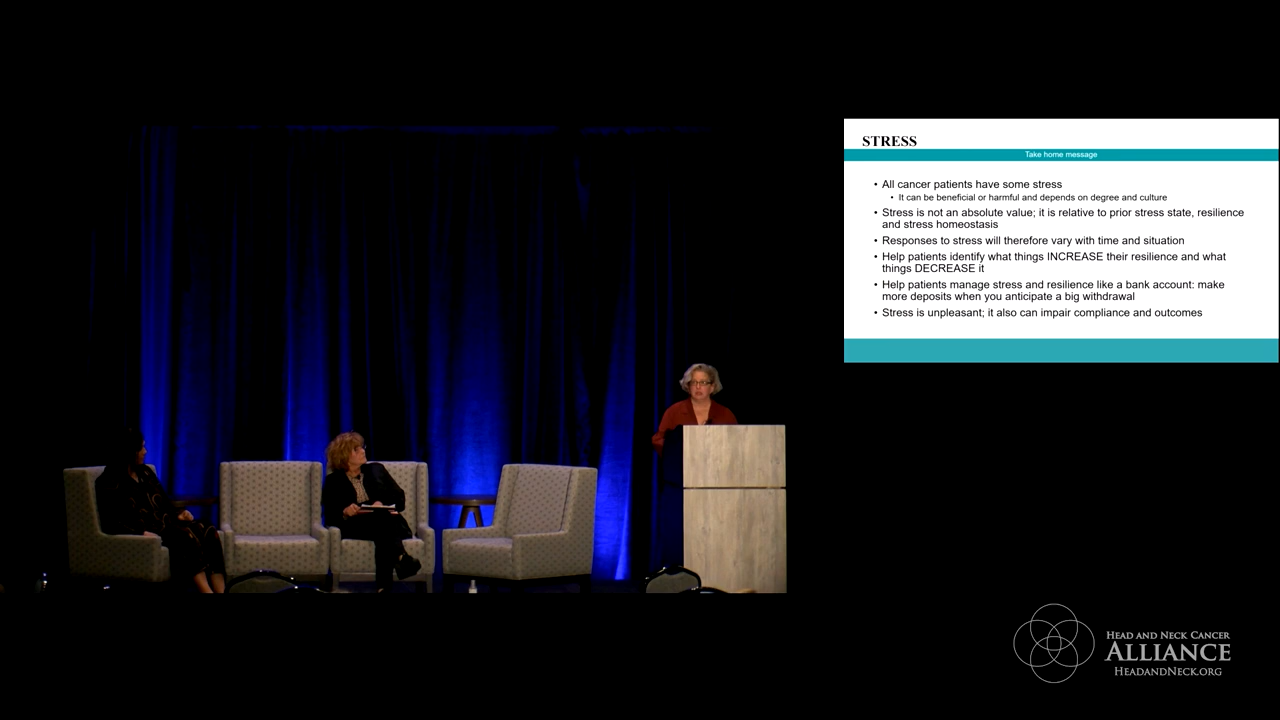 STRESS
Take home message
• All cancer patients have some stress
• It can be beneficial or harmful and depends on degree and culture
• Stress is not an absolute value; it is relative to prior stress state, resilience
and stress homeostasis
• Responses to stress will therefore vary with time and situation
• Help patients identify what things INCREASE their resilience and what
things DECREASE it
• Help patients manage stress and resilience like a bank account: make
more deposits when you anticipate a big withdrawal
• Stress is unpleasant; it also can impair compliance and outcomes
HEAD AND NECK CANCER
ALLIANCE
HEADANDNECK.ORG